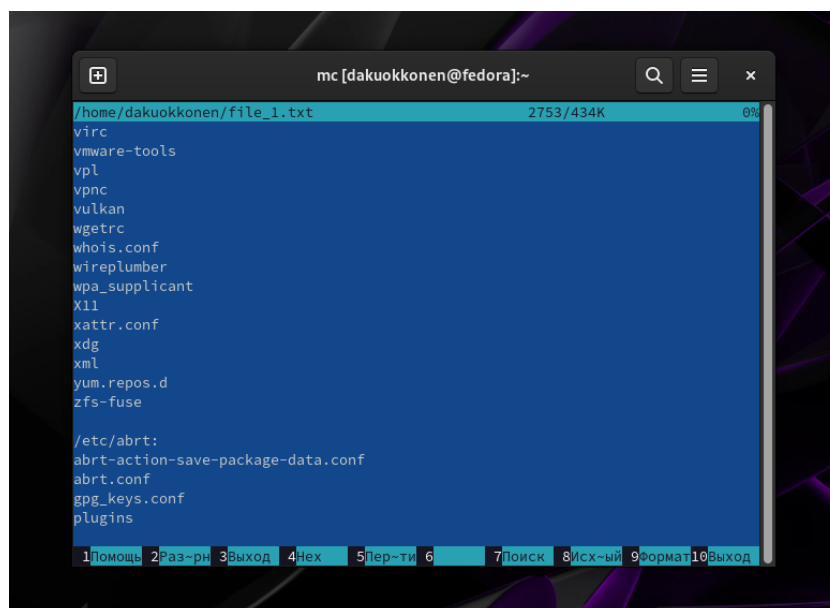 mc [dakuokkonen@fedora]:~
/home/dakuokkonen/file_1.txt 2753/434K 0%
virc
vmware-tools
vpl
vpnc
vulkan
wgetrc
whois.conf
wireplumber
wpa_supplicant
X11
xattr.conf
xdg
xml
yum.repos.d
zfs-fuse
/etc/abrt:
abrt-action-save-package-data.conf
abrt.conf
gpg_keys.conf
plugins
1Помощь 2Раз~рн 3Выход 4Hex 5Пер~ти 6 7Поиск 8Исх~ый 9Формат 10Выход